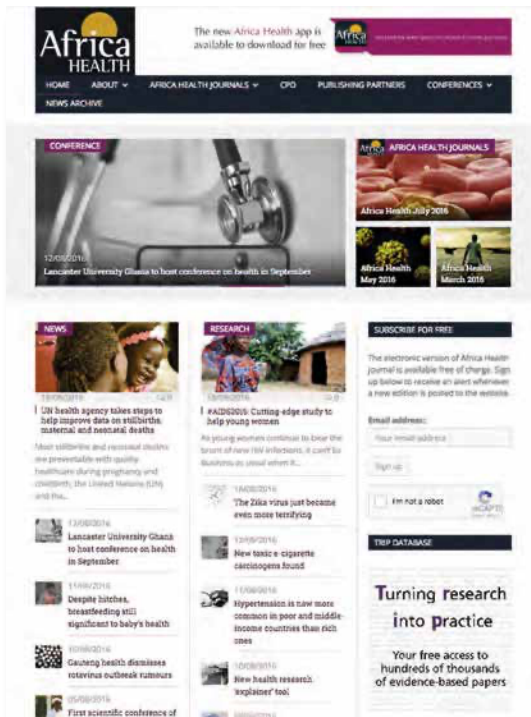 Africa
HEALTH
The new Africa Health app is
available to download for free
HOME ABOUT AFRICA HEALTH JOURNALS CPD PUBLISHING PARTNERS CONFERENCES
NEWS ARCHIVE
CONFERENCE
12/08/2016
Lancaster University Ghana to host conference on health in September
Africa AFRICA HEALTH JOURNALS
Africa Health July 2016
Africa Health
May 2016
Africa Health
March 2016
NEWS
UN health agency takes steps to
help improve data on stillbirths,
maternal and neonatal deaths
Most stillbirths and neonatal deaths
are preventable with quality
healthcare during pregnancy and
childbirth, the United Nations (UN)
and the...
12/08/2016
Lancaster University Ghana
to host conference on health
in September
11/08/2016
Despite hitches,
breastfeeding still
significant to baby's health
10/08/2016
Gauteng health dismisses
rotavirus outbreak rumours
05/08/2016
First scientific conference of
RESEARCH
#AIDS2016: Cutting-edge study to
help young women
As young women continue to bear the
brunt of new HIV infections, it can't be
business as usual when it...
16/08/2016
The Zika virus just became
even more terrifying
12/08/2016
New toxic e-cigarette
carcinogens found
11/08/2016
Hypertension is now more
common in poor and middle-
income countries than rich
ones
10/08/2016
New health research
'explainer' tool
SUBSCRIBE FOR FREE
The electronic version of Africa Health
journal is available free of charge. Sign
up below to receive an alert whenever
a new edition is posted to the website.
Email address:
Your email address
Sign up
I'm not a robot
reCAPTCHA
TRIP DATABASE
Turning research
into practice
Your free access to
hundreds of thousands
of evidence-based papers